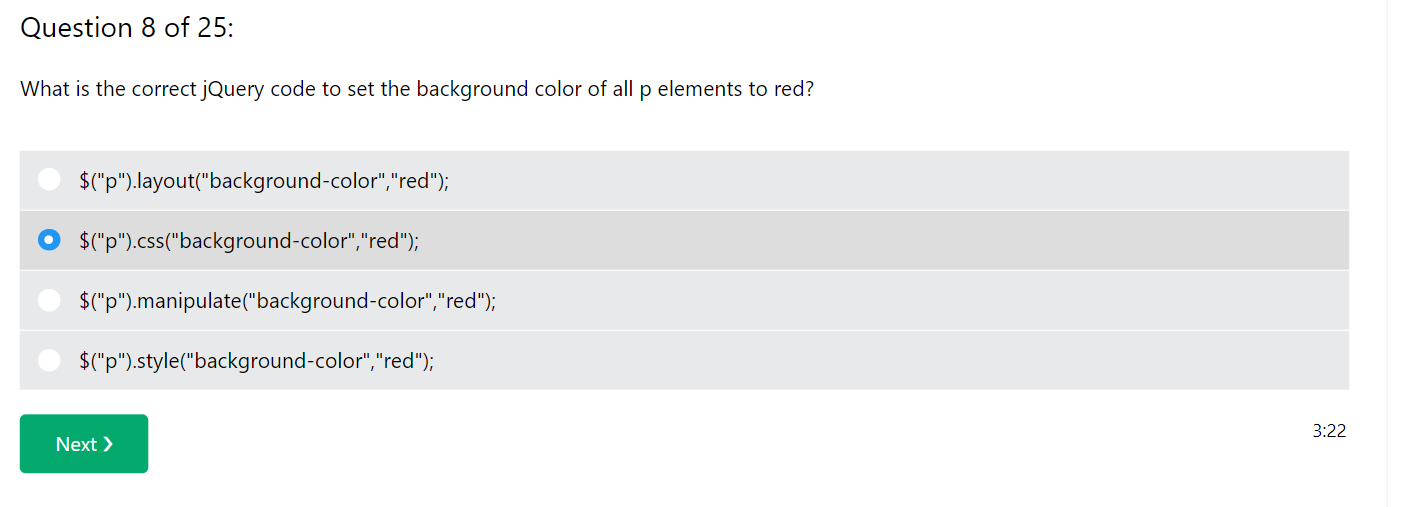 Question 8 of 25:
What is the correct jQuery code to set the background color of all p elements to red?
$("p").layout("background-color","red");
$("p").css("background-color","red");
$("p").manipulate("background-color","red");
$("p").style("background-color","red");
Next ❯
3:22